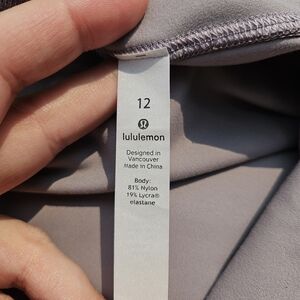 12
lululemon
Designed in
Vancouver
Made in China
Body:
81% Nylon
19% Lycra®
elastane